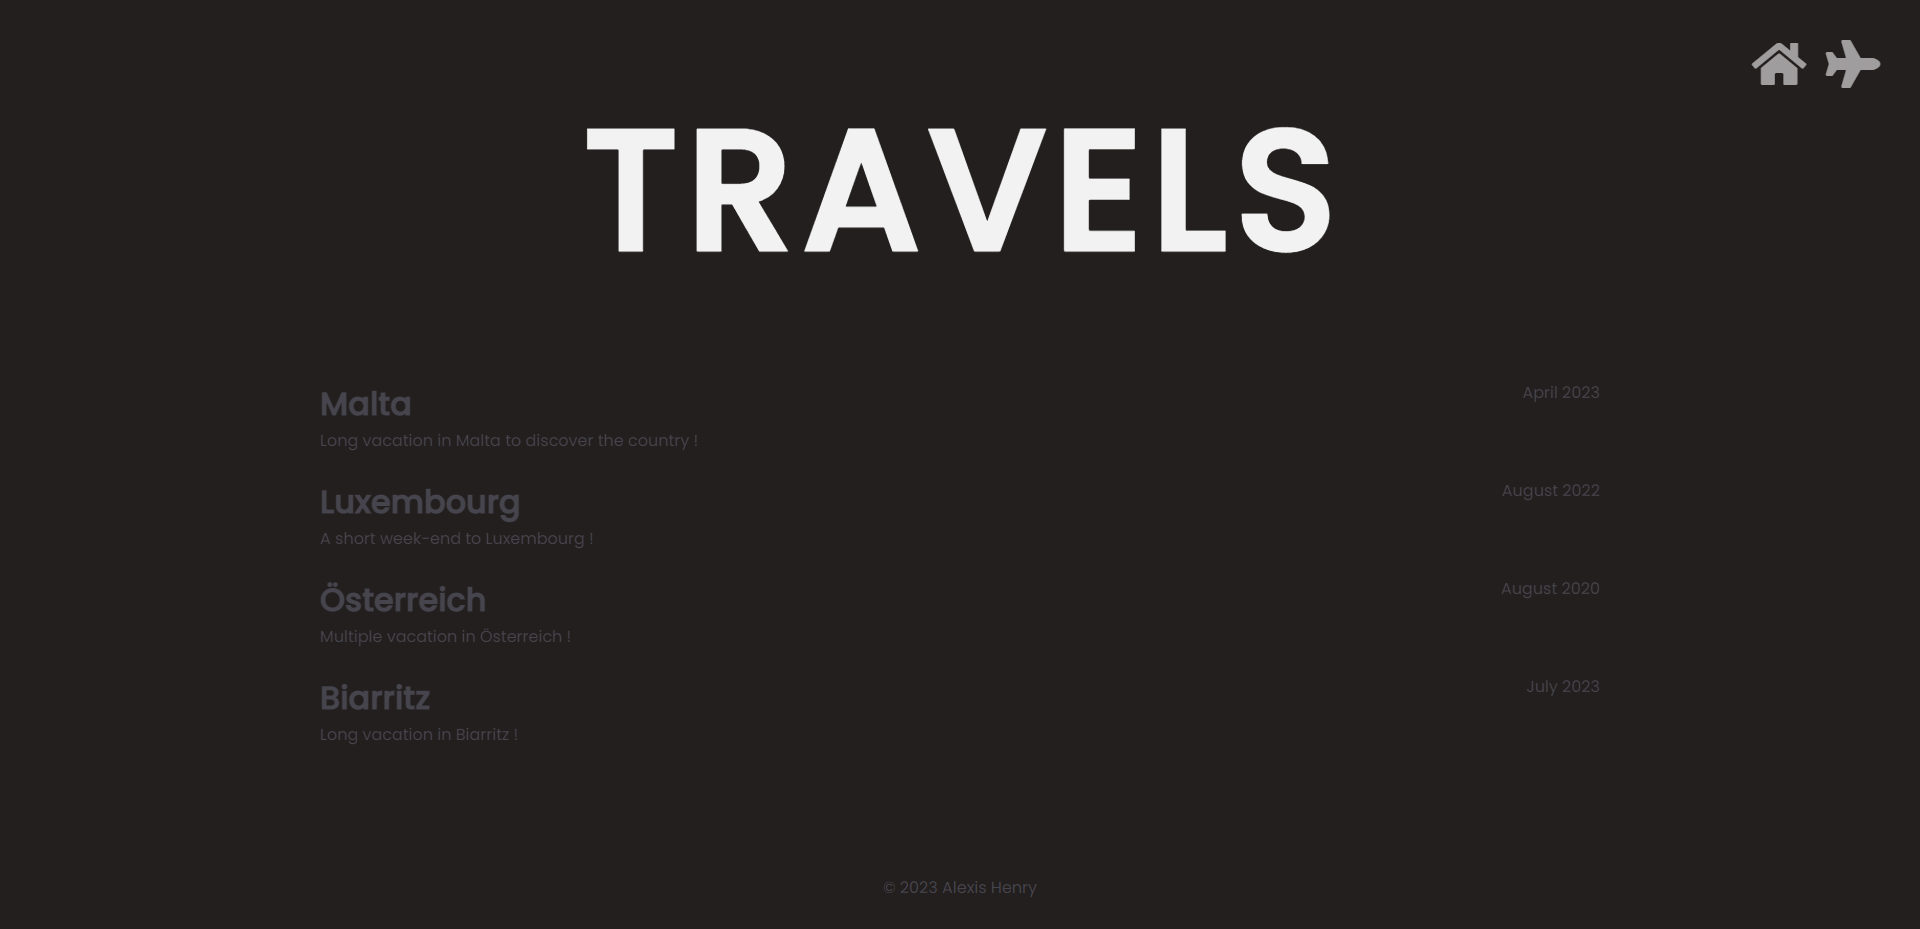 TRAVELS
Malta
April 2023
Long vacation in Malta to discover the country !
Luxembourg
August 2022
A short week-end to Luxembourg !
Österreich
August 2020
Multiple vacation in Österreich !
Biarritz
July 2023
Long vacation in Biarritz !
© 2023 Alexis Henry